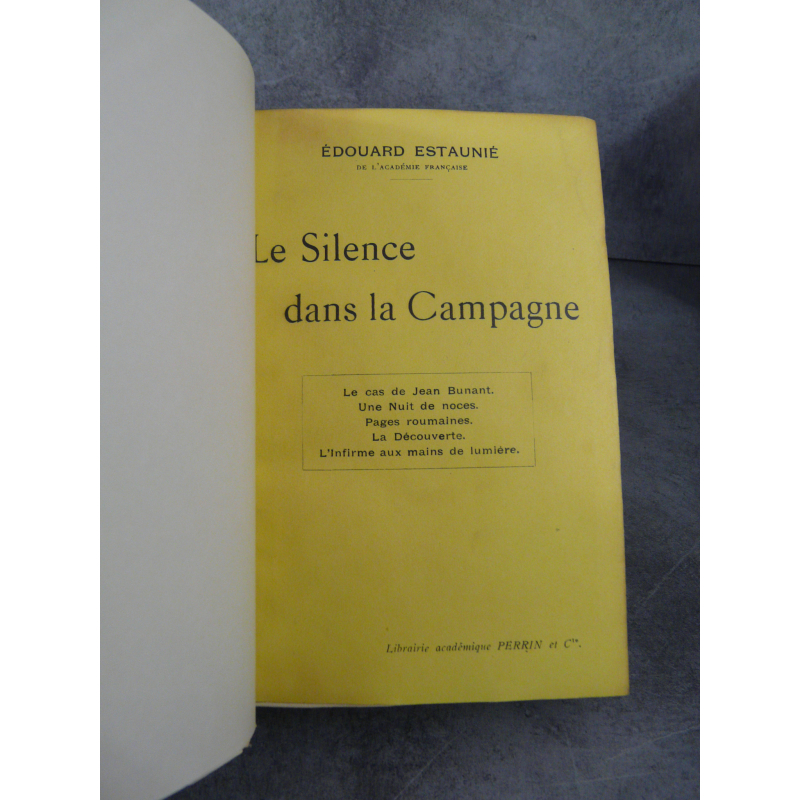 ÉDOUARD ESTAUNIÉ
DE L'ACADÉMIE FRANÇAISE
Le Silence
dans la Campagne
Le cas de Jean Bunant.
Une Nuit de noces.
Pages roumaines.
La Découverte.
L'Infirme aux mains de lumière.
Librairie académique PERRIN et Cie.